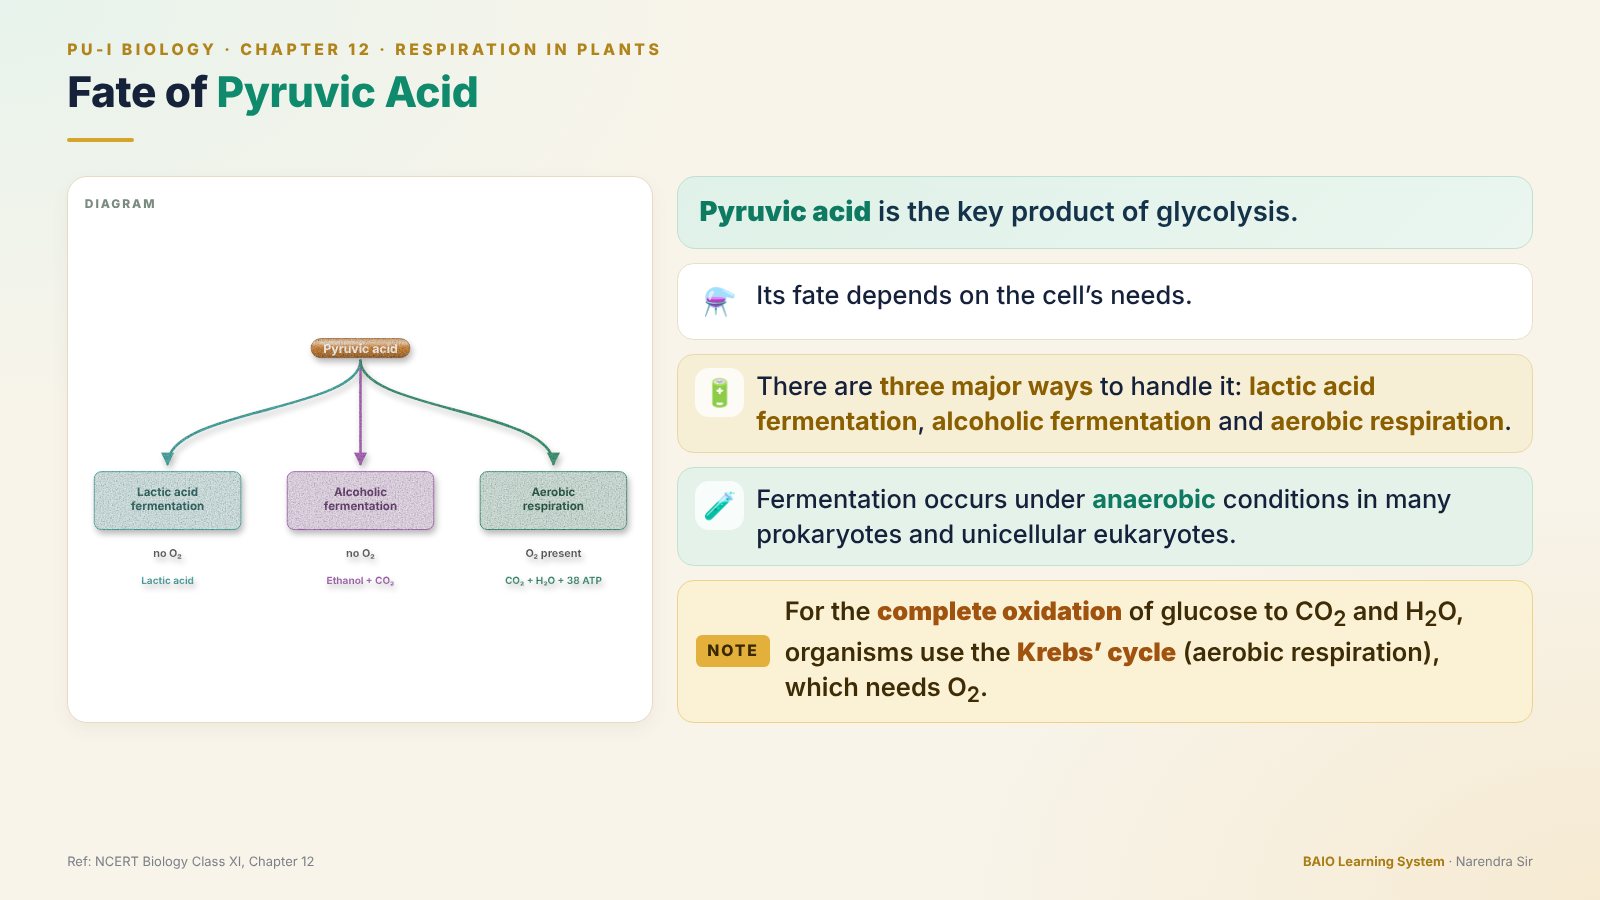 PU-I BIOLOGY · CHAPTER 12 · RESPIRATION IN PLANTS
Fate of Pyruvic Acid
DIAGRAM
Pyruvic acid
Lactic acid
fermentation
no O₂
Lactic acid
Alcoholic
fermentation
no O₂
Ethanol + CO₂
Aerobic
respiration
O₂ present
CO₂ + H₂O + 38 ATP
Pyruvic acid is the key product of glycolysis.
Its fate depends on the cell’s needs.
There are three major ways to handle it: lactic acid
fermentation, alcoholic fermentation and aerobic respiration.
Fermentation occurs under anaerobic conditions in many
prokaryotes and unicellular eukaryotes.
NOTE
For the complete oxidation of glucose to CO₂ and H₂O,
organisms use the Krebs’ cycle (aerobic respiration),
which needs O₂.
Ref: NCERT Biology Class XI, Chapter 12
BAIO Learning System · Narendra Sir